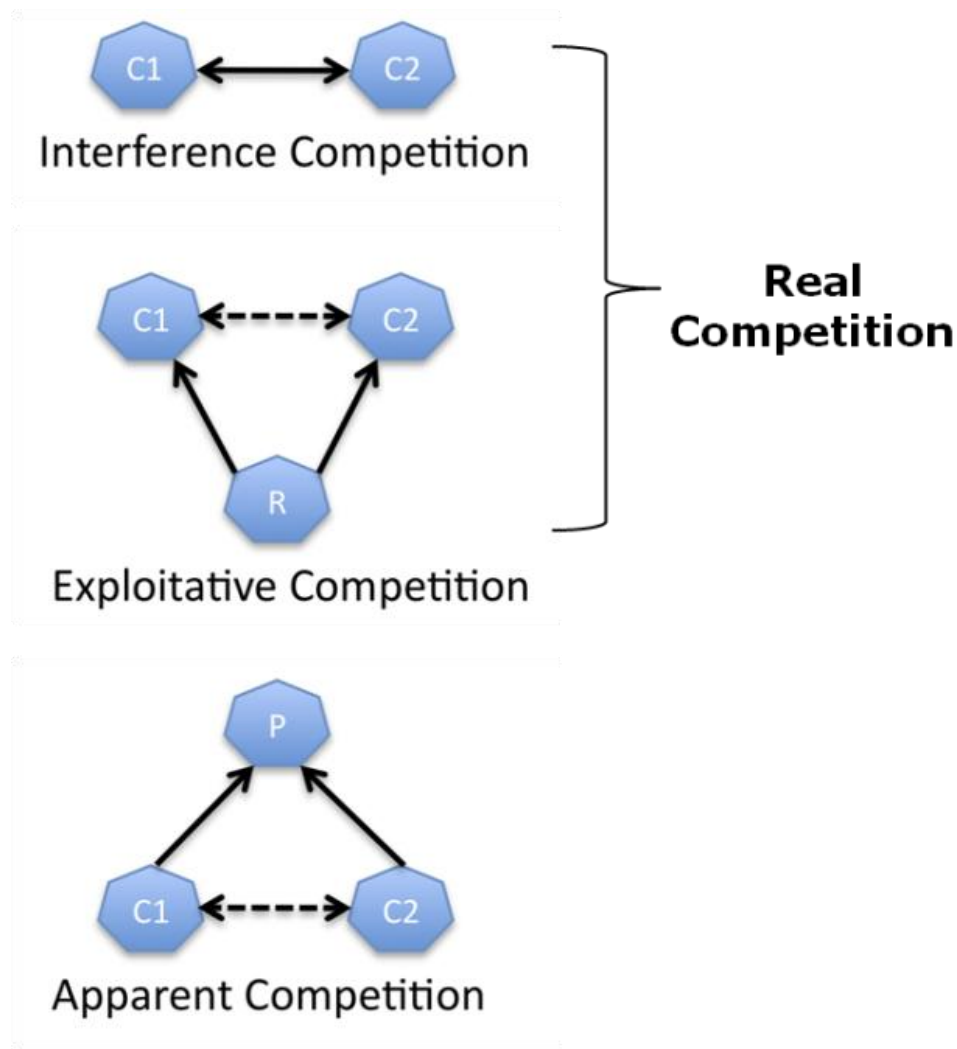 C1
C2
Interference Competition
C1
C2
R
Exploitative Competition
Real
Competition
P
C1
C2
Apparent Competition